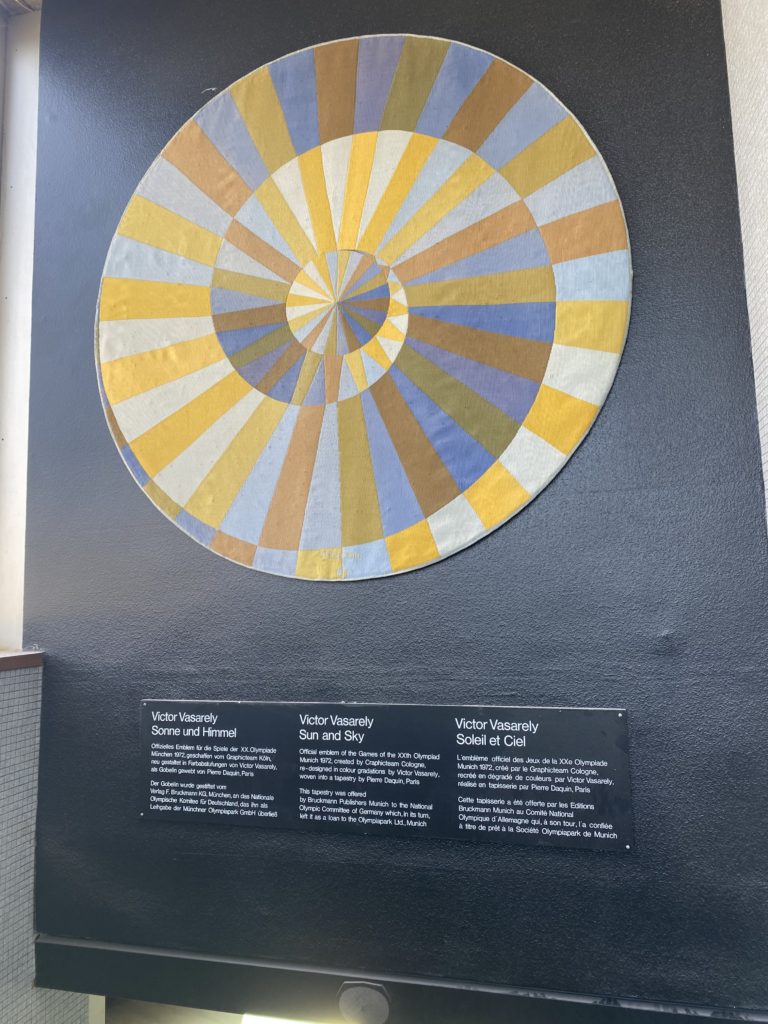 Victor Vasarely
Sonne und Himmel
Offizielles Emblem für die Spiele der XX. Olympiade
München 1972, geschaffen vom Graphicteam Köln,
neu gestaltet in Farbabstufungen von Victor Vasarely,
als Gobelin gewebt von Pierre Daquin, Paris
Der Gobelin wurde gestiftet vom
Verlag F. Bruckmann KG, München, an das Nationale
Olympische Komitee für Deutschland, das ihn als
Leihgabe der Münchner Olympiapark GmbH überließ
Victor Vasarely
Sun and Sky
Official emblem of the Games of the XXth Olympiad
Munich 1972, created by Craphicteam Cologne,
re-designed in colour gradations by Victor Vasarely,
woven into a tapestry by Pierre Daquin, Paris
This tapestry was offered
by Bruckmann Publishers Munich to the National
Olympic Committee of Germany which, in its turn,
left it as a loan to the Olympiapark Ltd., Munich
Victor Vasarely
Soleil et Ciel
L'emblème officiel des Jeux de la XXe Olympiade
Munich 1972, créé par le Craphicteam Cologne,
recréé en dégradé de couleurs par Victor Vasarely,
réalisé en tapisserie par Pierre Daquin, Paris
Cette tapisserie a été offerte par les Editions
Bruckmann Munich au Comité National
Olympique d'Allemagne qui, à son tour, l'a confiée
à titre de prêt à la Société Olympiapark de Munich